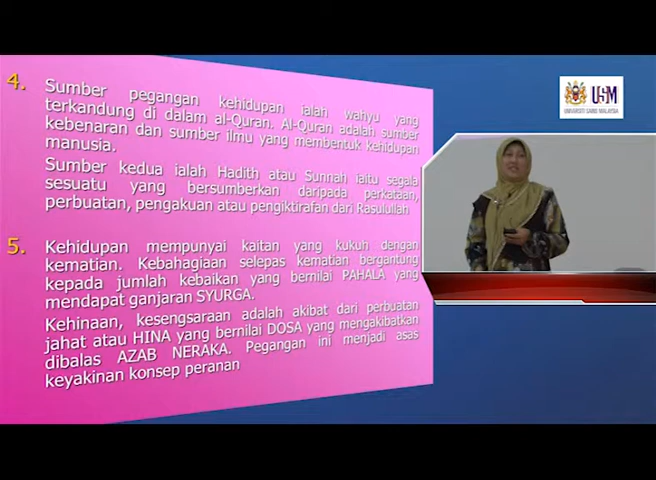 4. Sumber pegangan kehidupan ialah wahyu yang
terkandung di dalam al-Quran. Al-Quran adalah sumber
kebenaran dan sumber ilmu yang membentuk kehidupan
manusia.
Sumber kedua ialah Hadith atau Sunnah iaitu segala
sesuatu yang bersumberkan daripada perkataan,
perbuatan, pengakuan atau pengiktirafan dari Rasulullah
5. Kehidupan mempunyai kaitan yang kukuh dengan
kematian. Kebahagiaan selepas kematian bergantung
kepada jumlah kebaikan yang bernilai PAHALA yang
mendapat ganjaran SYURGA.
Kehinaan, kesengsaraan adalah akibat dari perbuatan
jahat atau HINA yang bernilai DOSA yang mengakibatkan
dibalas AZAB NERAKA. Pegangan ini menjadi asas
keyakinan konsep peranan
USM
UNIVERSITI SAINS MALAYSIA